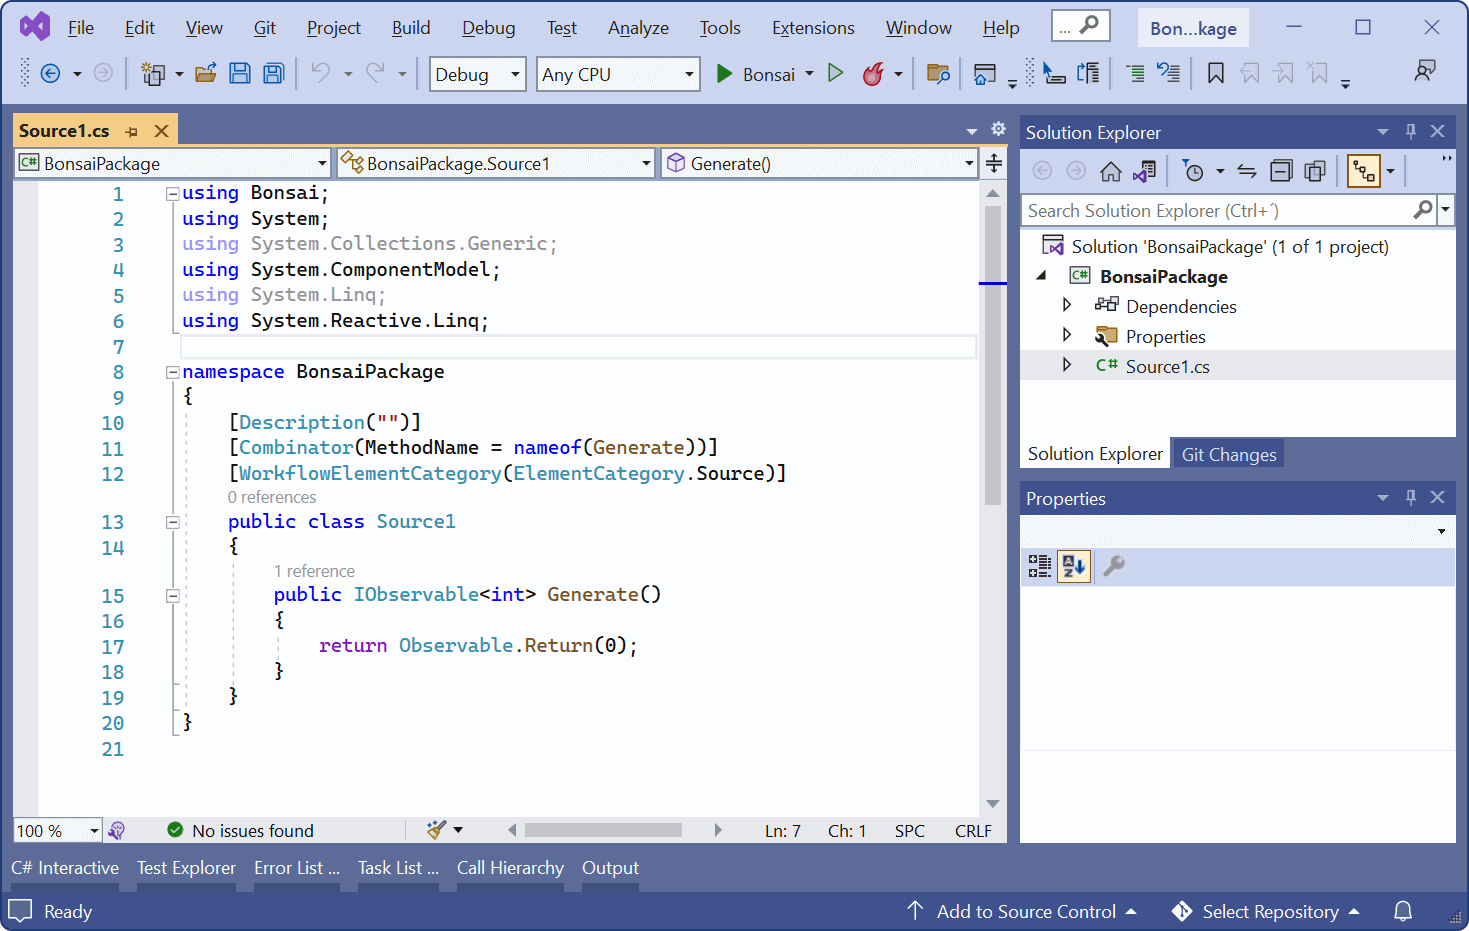 File Edit View Git Project Build Debug Test Analyze Tools Extensions Window Help ... Bon...kage
Debug Any CPU Bonsai
Source1.cs
BonsaiPackage BonsaiPackage.Source1 Generate()
1 using Bonsai;
2 using System;
3 using System.Collections.Generic;
4 using System.ComponentModel;
5 using System.Linq;
6 using System.Reactive.Linq;
7
8 namespace BonsaiPackage
9 {
10 [Description("")]
11 [Combinator(MethodName = nameof(Generate))]
12 [WorkflowElementCategory(ElementCategory.Source)]
0 references
13 public class Source1
14 {
1 reference
15 public IObservable<int> Generate()
16 {
17 return Observable.Return(0);
18 }
19 }
20 }
21
100 % No issues found Ln: 7 Ch: 1 SPC CRLF
Solution Explorer
Search Solution Explorer (Ctrl+´)
Solution 'BonsaiPackage' (1 of 1 project)
C# BonsaiPackage
Dependencies
Properties
C# Source1.cs
Solution Explorer Git Changes
Properties
C# Interactive Test Explorer Error List ... Task List ... Call Hierarchy Output
Ready Add to Source Control Select Repository